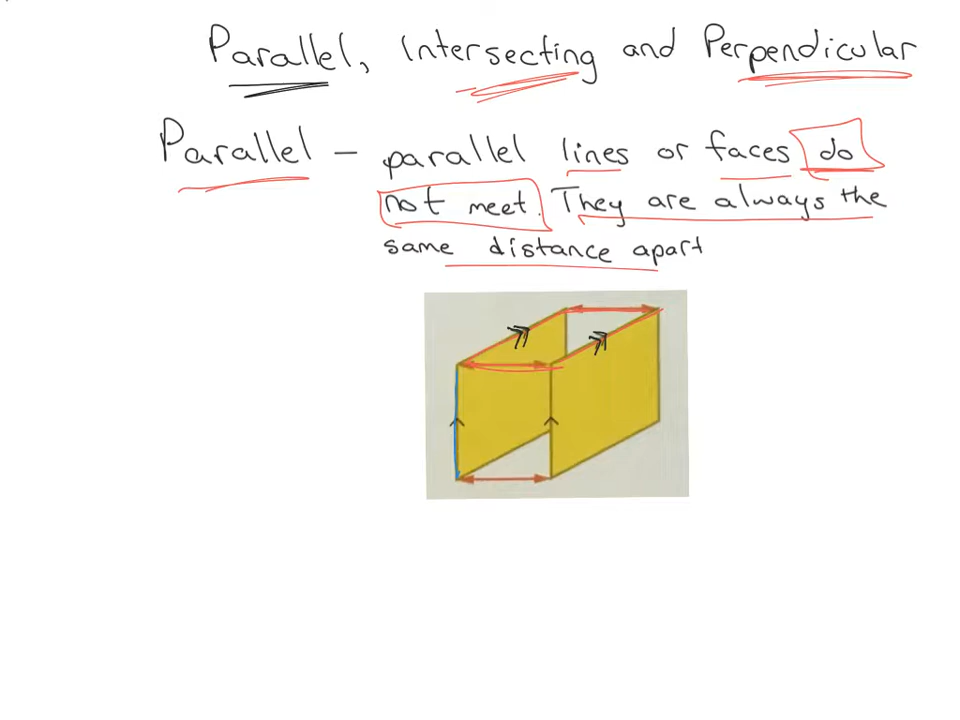 Parallel, Intersecting and Perpendicular
Parallel – parallel lines or faces do
not meet. They are always the
same distance apart